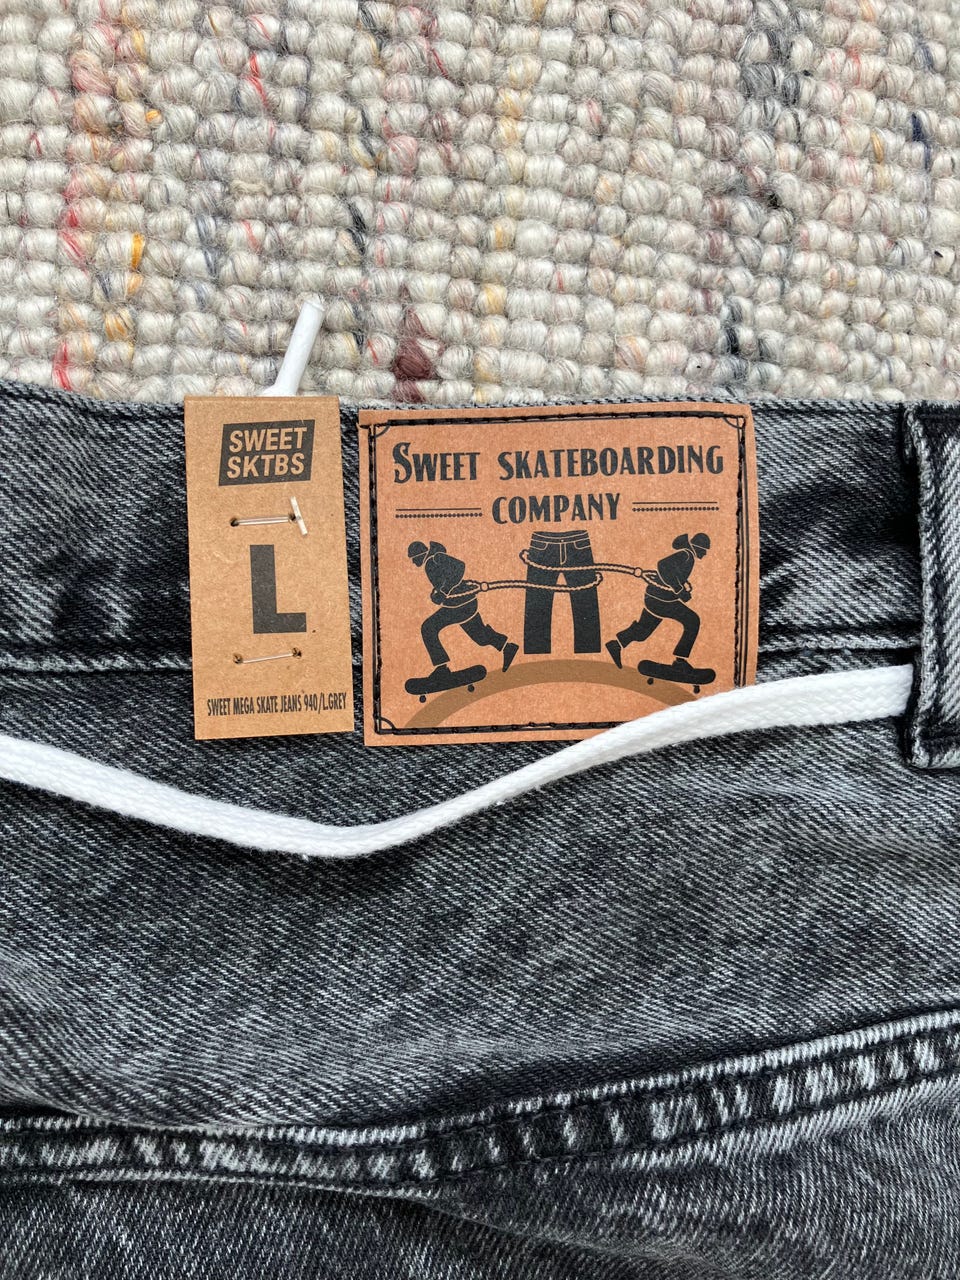 SWEET
SKTBS
L
SWEET MEGA SKATE JEANS 940/L.GREY
SWEET SKATEBOARDING
COMPANY